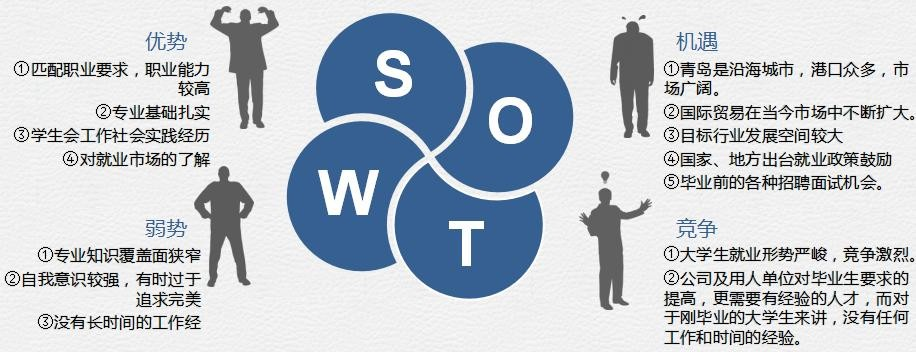 优势
①匹配职业要求，职业能力
较高
②专业基础扎实
③学生会工作社会实践经历
④对就业市场的了解
弱势
①专业知识覆盖面狭窄
②自我意识较强，有时过于
追求完美
③没有长时间的工作经
S
O
W
T
机遇
①青岛是沿海城市，港口众多，市
场广阔。
②国际贸易在当今市场中不断扩大。
③目标行业发展空间较大
④国家、地方出台就业政策鼓励
⑤毕业前的各种招聘面试机会。
竞争
①大学生就业形势严峻，竞争激烈。
②公司及用人单位对毕业生要求的
提高，更需要有经验的人才，而对
于刚毕业的大学生来讲，没有任何
工作和时间的经验。